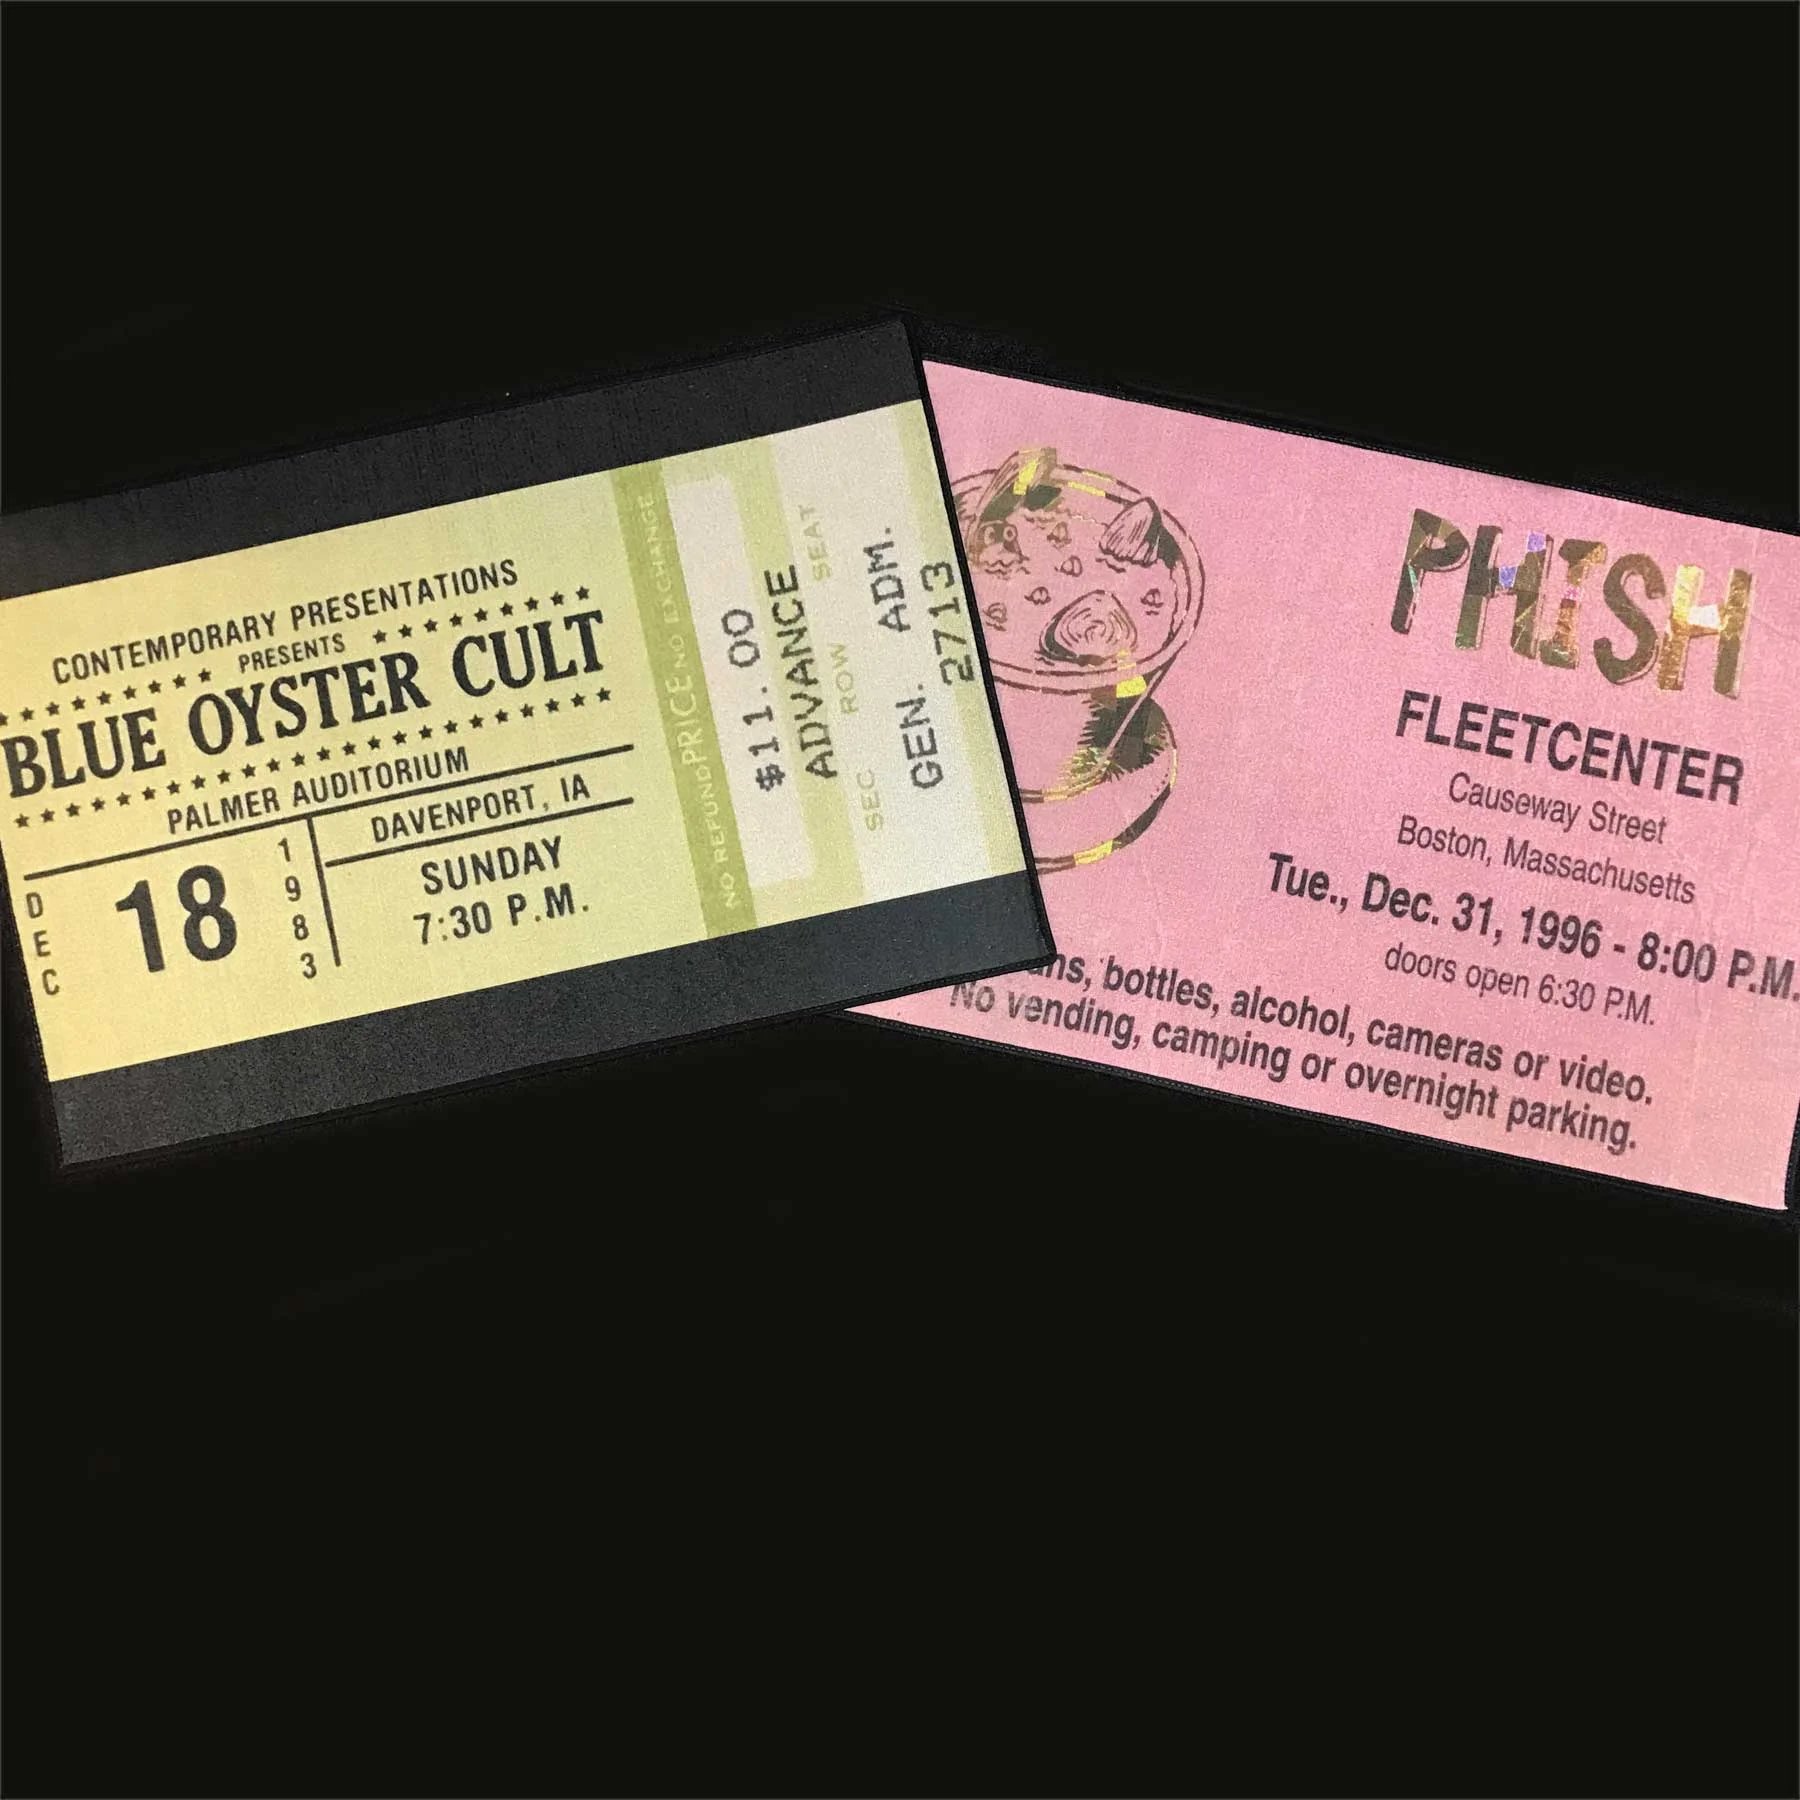 CONTEMPORARY PRESENTATIONS
PRESENTS
BLUE OYSTER CULT
PALMER AUDITORIUM
DAVENPORT, IA
DEC
18
1983
SUNDAY
7:30 P.M.
NO REFUND PRICE NO EXCHANGE
$11.00
ADVANCE
SEC ROW SEAT
GEN. ADM.
2713
PHISH
FLEETCENTER
Causeway Street
Boston, Massachusetts
Tue., Dec. 31, 1996 - 8:00 P.M.
doors open 6:30 P.M.
bottles, alcohol, cameras or video.
No vending, camping or overnight parking.